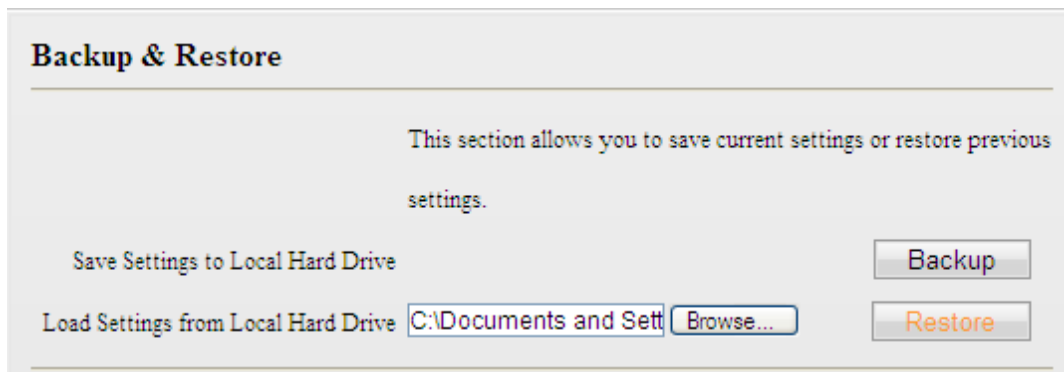 Backup & Restore
This section allows you to save current settings or restore previous
settings.
Save Settings to Local Hard Drive
Backup
Load Settings from Local Hard Drive
C:\Documents and Sett
Browse...
Restore